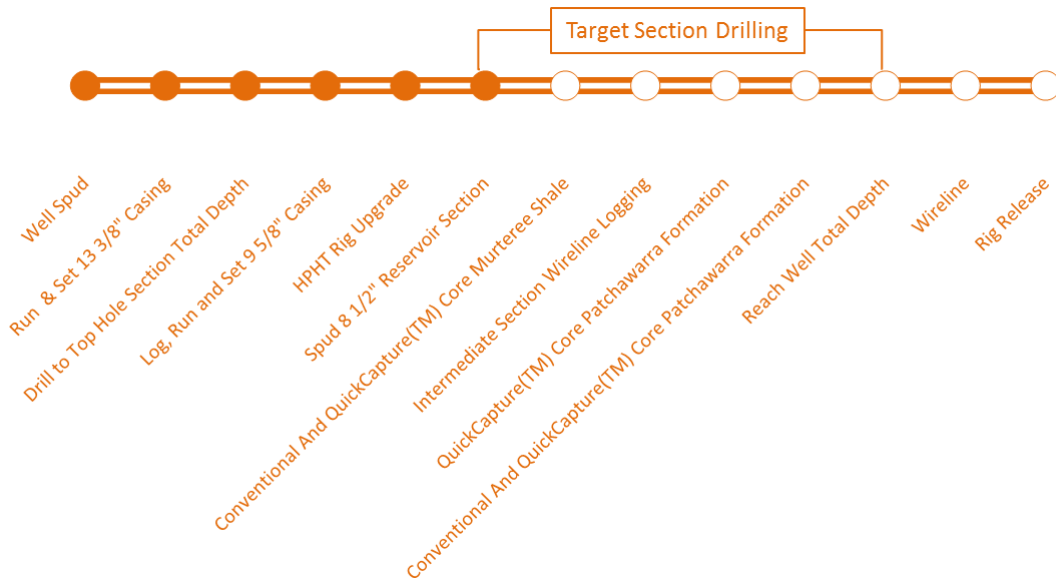 Target Section Drilling
Well Spud
Run & Set 13 3/8" Casing
Drill to Top Hole Section Total Depth
Log, Run and Set 9 5/8" Casing
HPHT Rig Upgrade
Spud 8 1/2" Reservoir Section
Conventional And QuickCapture(TM) Core Murteree Shale
Intermediate Section Wireline Logging
QuickCapture(TM) Core Patchawarra Formation
Conventional And QuickCapture(TM) Core Patchawarra Formation
Reach Well Total Depth
Wireline
Rig Release